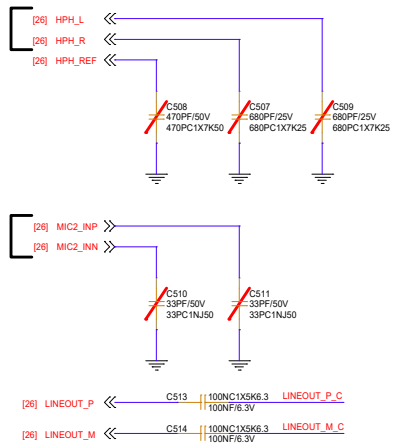 [26] HPH_L
[26] HPH_R
[26] HPH_REF
C508
470PF/50V
470PC1X7K50
C507
680PF/25V
680PC1X7K25
C509
680PF/25V
680PC1X7K25
[26] MIC2_INP
[26] MIC2_INN
C510
33PF/50V
33PC1NJ50
C511
33PF/50V
33PC1NJ50
[26] LINEOUT_P C513 100NC1X5K6.3 LINEOUT_P_C
100NF/6.3V
[26] LINEOUT_M C514 100NC1X5K6.3 LINEOUT_M_C
100NF/6.3V